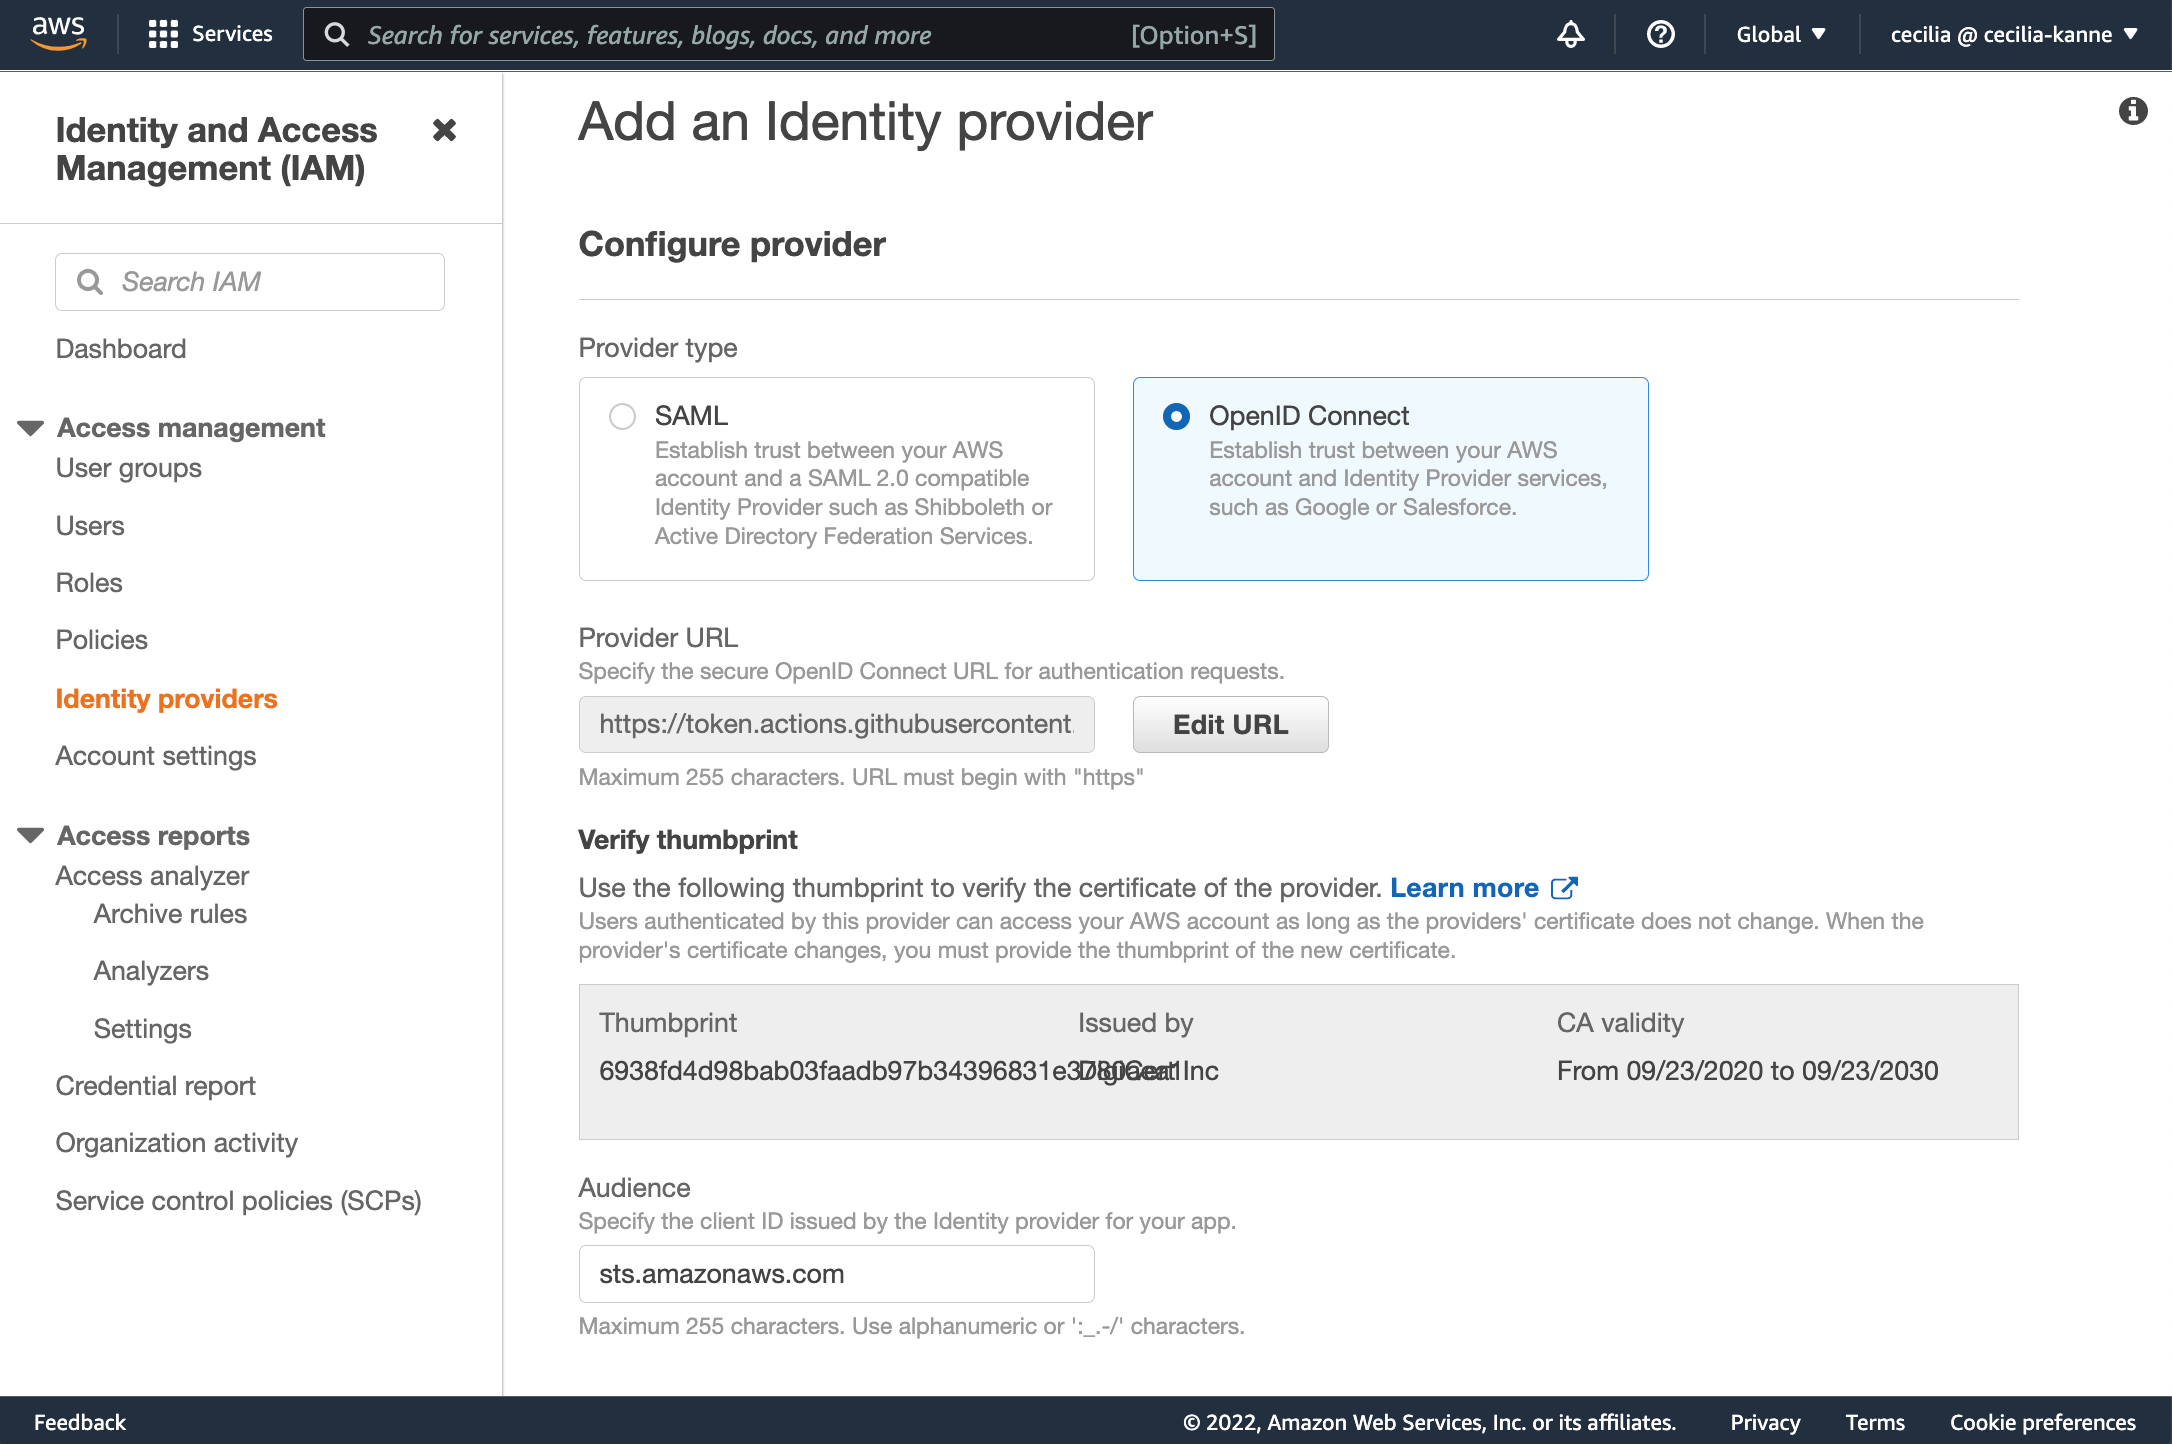 aws Services Search for services, features, blogs, docs, and more [Option+S] Global cecilia @ cecilia-kanne
Identity and Access
Management (IAM)
Search IAM
Dashboard
Access management
User groups
Users
Roles
Policies
Identity providers
Account settings
Access reports
Access analyzer
Archive rules
Analyzers
Settings
Credential report
Organization activity
Service control policies (SCPs)
Add an Identity provider
Configure provider
Provider type
SAML
Establish trust between your AWS
account and a SAML 2.0 compatible
Identity Provider such as Shibboleth or
Active Directory Federation Services.
OpenID Connect
Establish trust between your AWS
account and Identity Provider services,
such as Google or Salesforce.
Provider URL
Specify the secure OpenID Connect URL for authentication requests.
https://token.actions.githubusercontent. Edit URL
Maximum 255 characters. URL must begin with "https"
Verify thumbprint
Use the following thumbprint to verify the certificate of the provider. Learn more
Users authenticated by this provider can access your AWS account as long as the providers' certificate does not change. When the
provider's certificate changes, you must provide the thumbprint of the new certificate.
Thumbprint Issued by CA validity
DigiCert Inc From 09/23/2020 to 09/23/2030
Audience
Specify the client ID issued by the Identity provider for your app.
sts.amazonaws.com
Maximum 255 characters. Use alphanumeric or ':_.-/' characters.
Feedback © 2022, Amazon Web Services, Inc. or its affiliates. Privacy Terms Cookie preferences